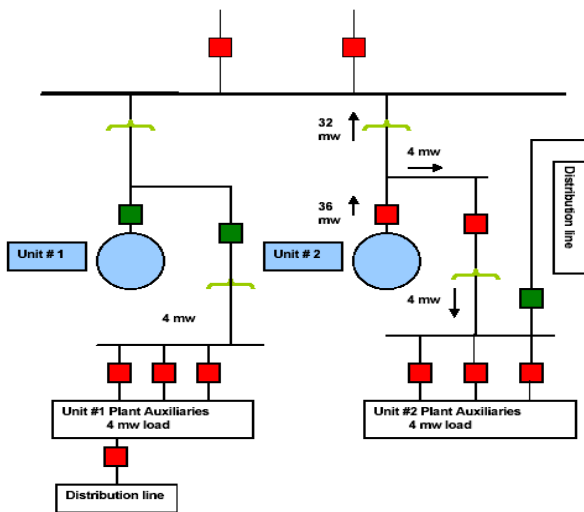 32
mw
4 mw
36
mw
Distribution line
Unit # 1
Unit # 2
4 mw
4 mw
Unit #1 Plant Auxiliaries
4 mw load
Unit #2 Plant Auxiliaries
4 mw load
Distribution line